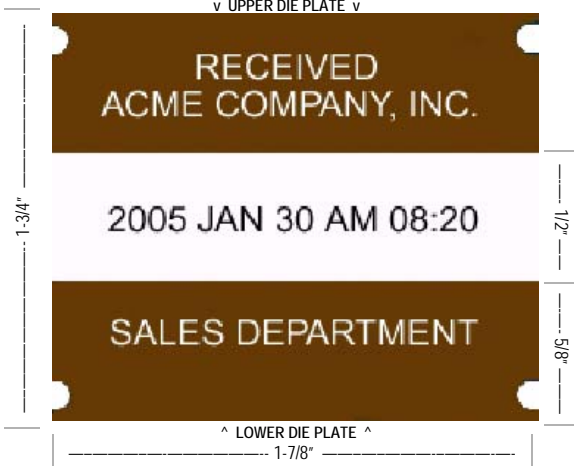 v UPPER DIE PLATE v
RECEIVED
ACME COMPANY, INC.
1-3/4"
2005 JAN 30 AM 08:20
1/2"
SALES DEPARTMENT
5/8"
^ LOWER DIE PLATE ^
1-7/8"